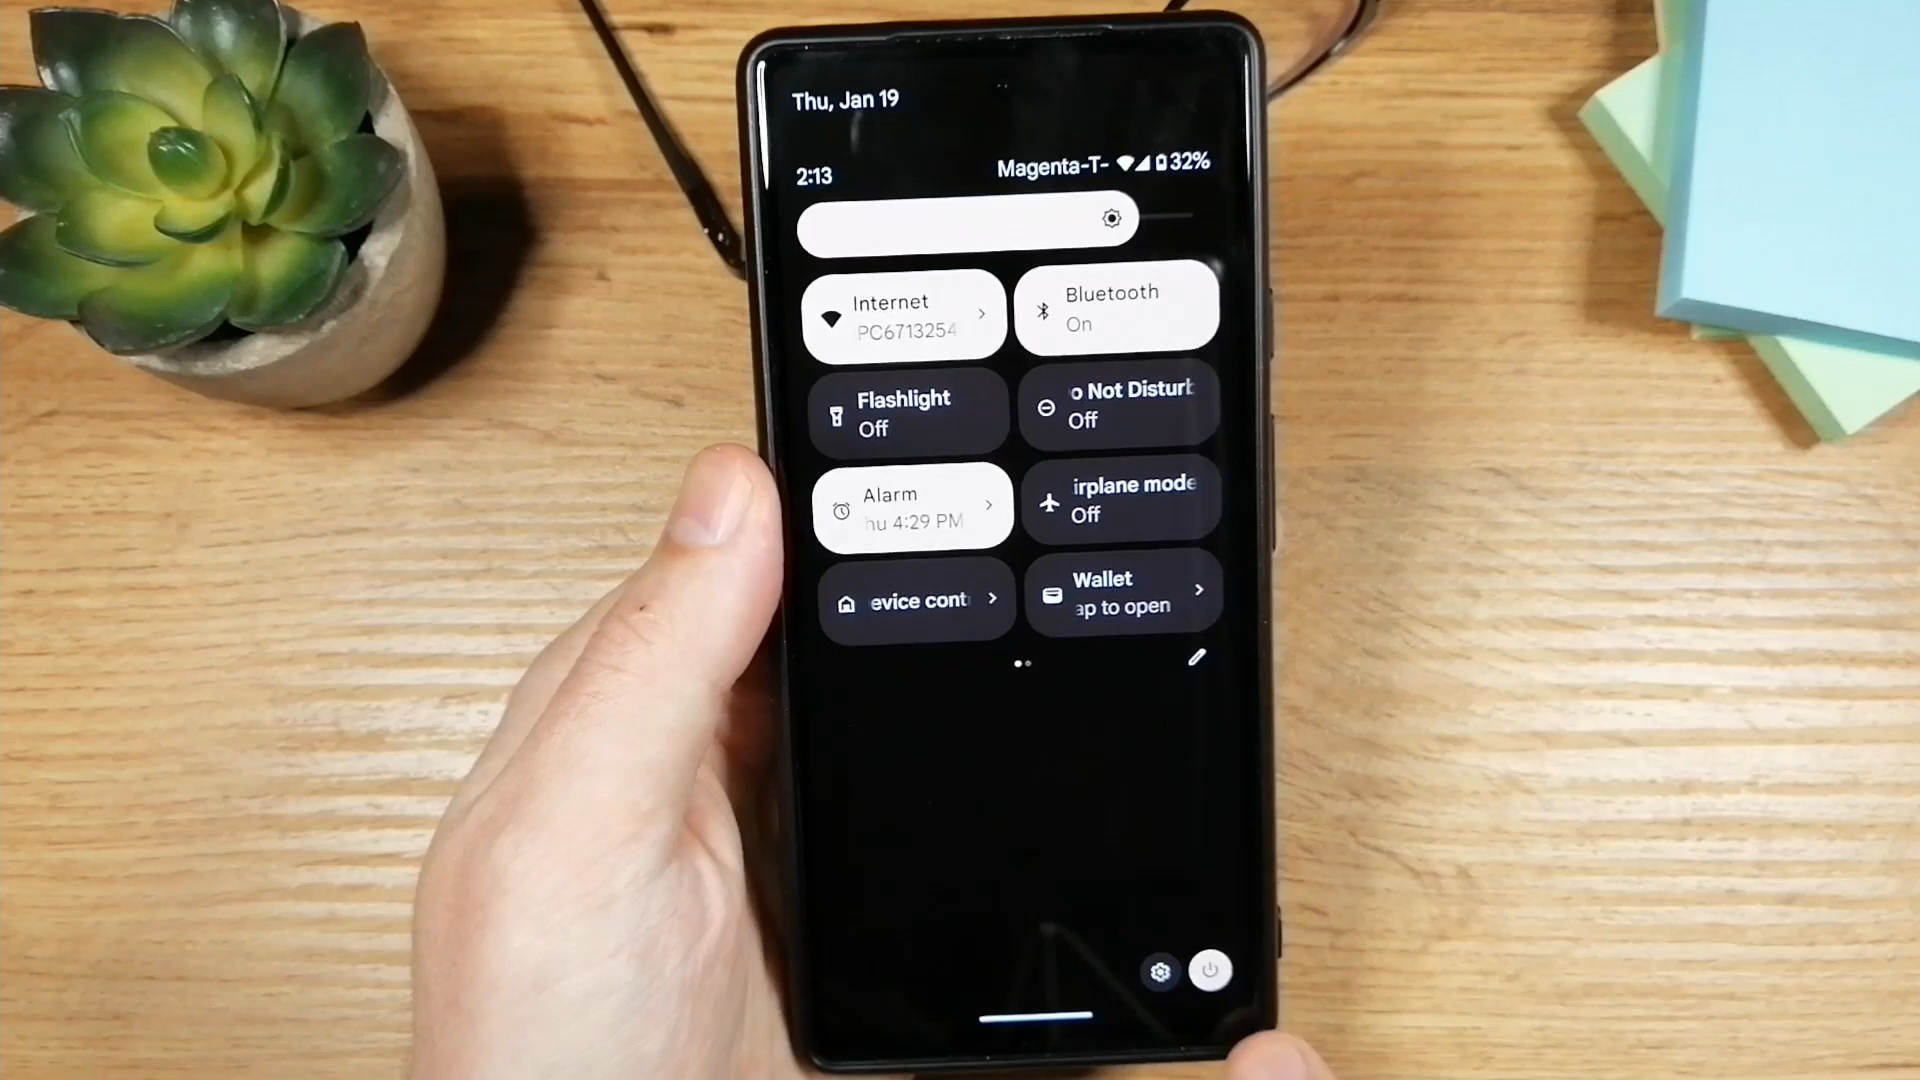 Thu, Jan 19
2:13
Magenta-T- 32%
Internet
PC6713254
Bluetooth
On
Flashlight
Off
o Not Disturb
Off
Alarm
hu 4:29 PM
irplane mode
Off
evice cont
Wallet
ap to open